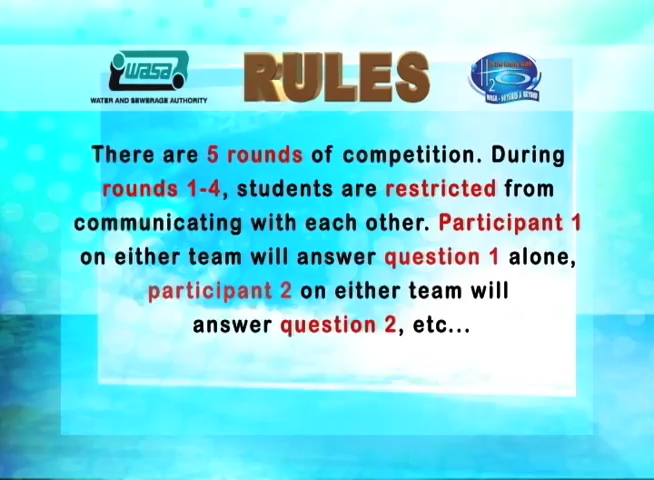 wasa
WATER AND SEWERAGE AUTHORITY
RULES
H2O
There are 5 rounds of competition. During
rounds 1-4, students are restricted from
communicating with each other. Participant 1
on either team will answer question 1 alone,
participant 2 on either team will
answer question 2, etc...